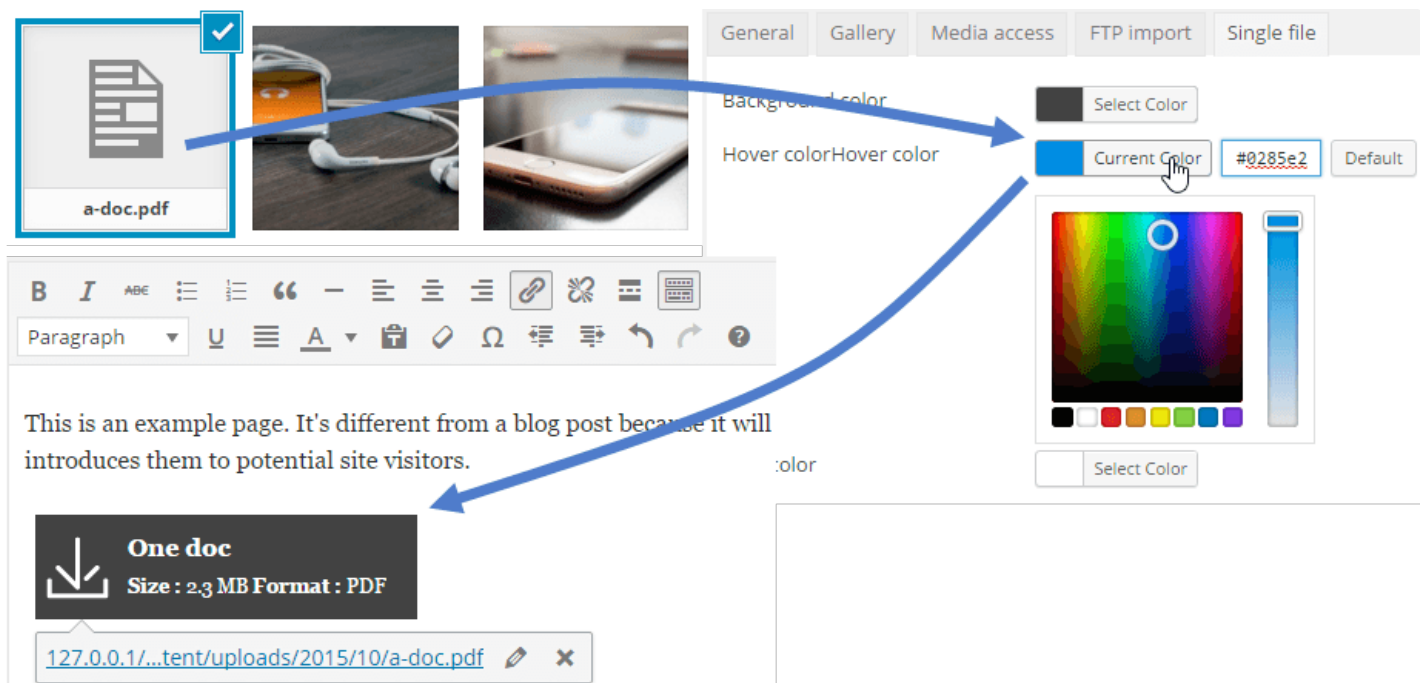 a-doc.pdf
General Gallery Media access FTP import Single file
Background color Select Color
Hover colorHover color Current Color #0285e2 Default
color Select Color
B I ABC
Paragraph U A Ω
This is an example page. It's different from a blog post because it will
introduces them to potential site visitors.
One doc
Size : 2.3 MB Format : PDF
127.0.0.1/...tent/uploads/2015/10/a-doc.pdf